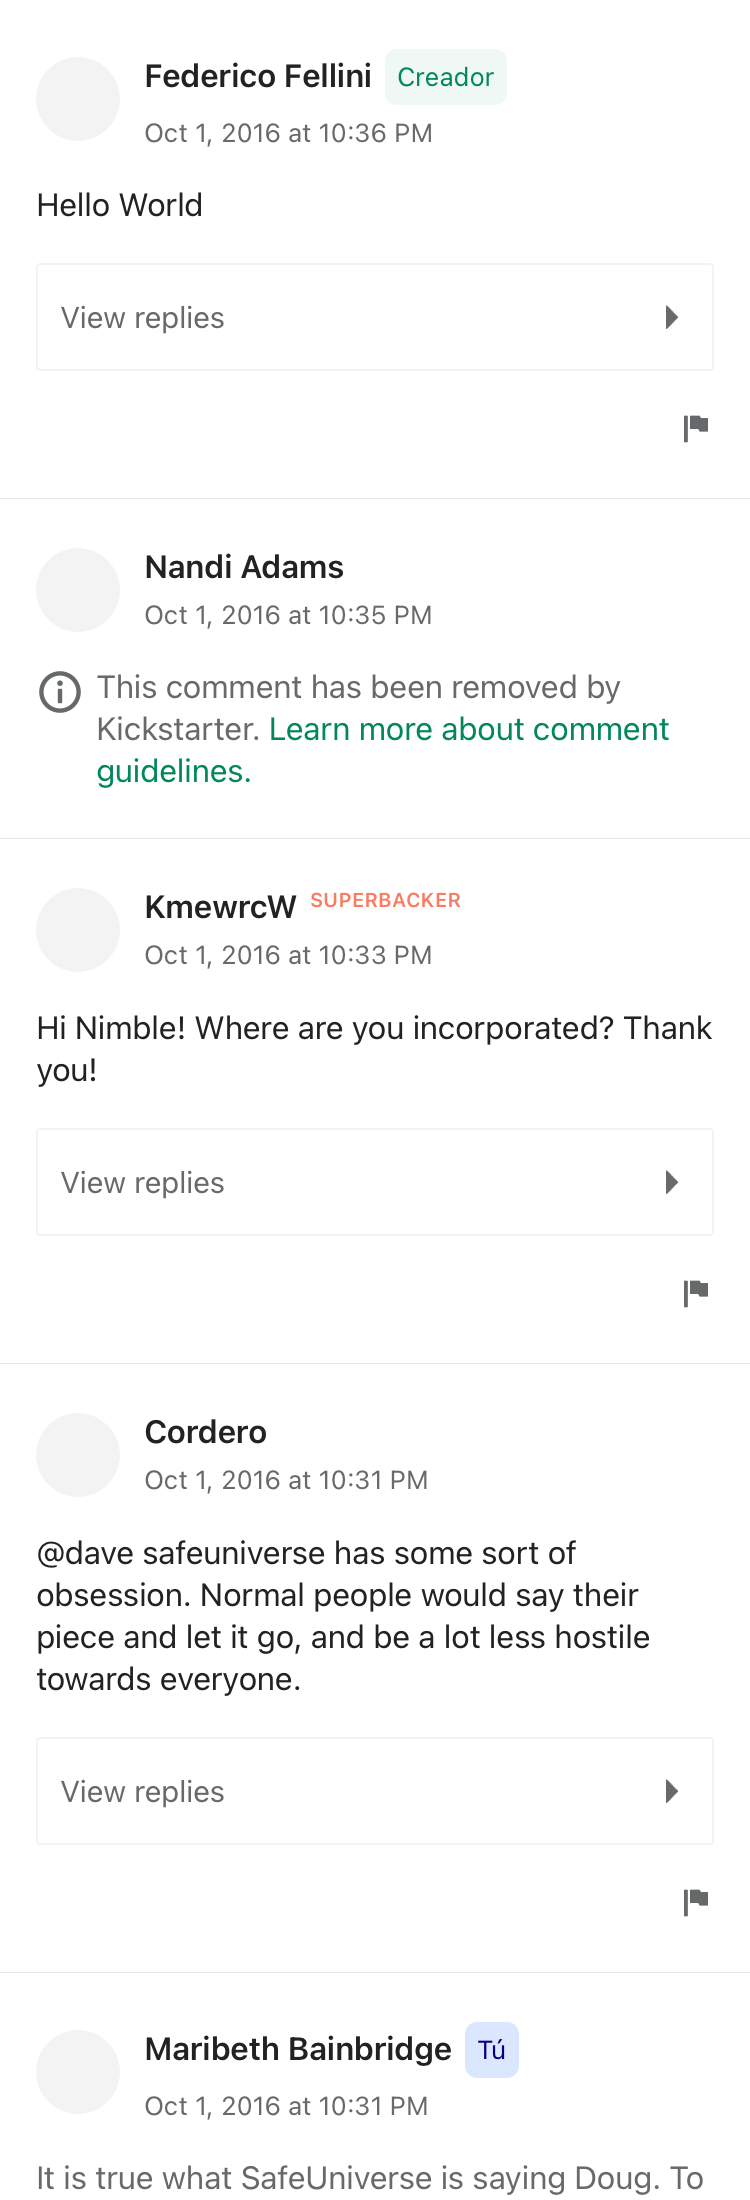 Federico Fellini Creador
Oct 1, 2016 at 10:36 PM
Hello World
View replies
Nandi Adams
Oct 1, 2016 at 10:35 PM
This comment has been removed by
Kickstarter. Learn more about comment
guidelines.
KmewrcW SUPERBACKER
Oct 1, 2016 at 10:33 PM
Hi Nimble! Where are you incorporated? Thank
you!
View replies
Cordero
Oct 1, 2016 at 10:31 PM
@dave safeuniverse has some sort of
obsession. Normal people would say their
piece and let it go, and be a lot less hostile
towards everyone.
View replies
Maribeth Bainbridge Tú
Oct 1, 2016 at 10:31 PM
It is true what SafeUniverse is saying Doug. To